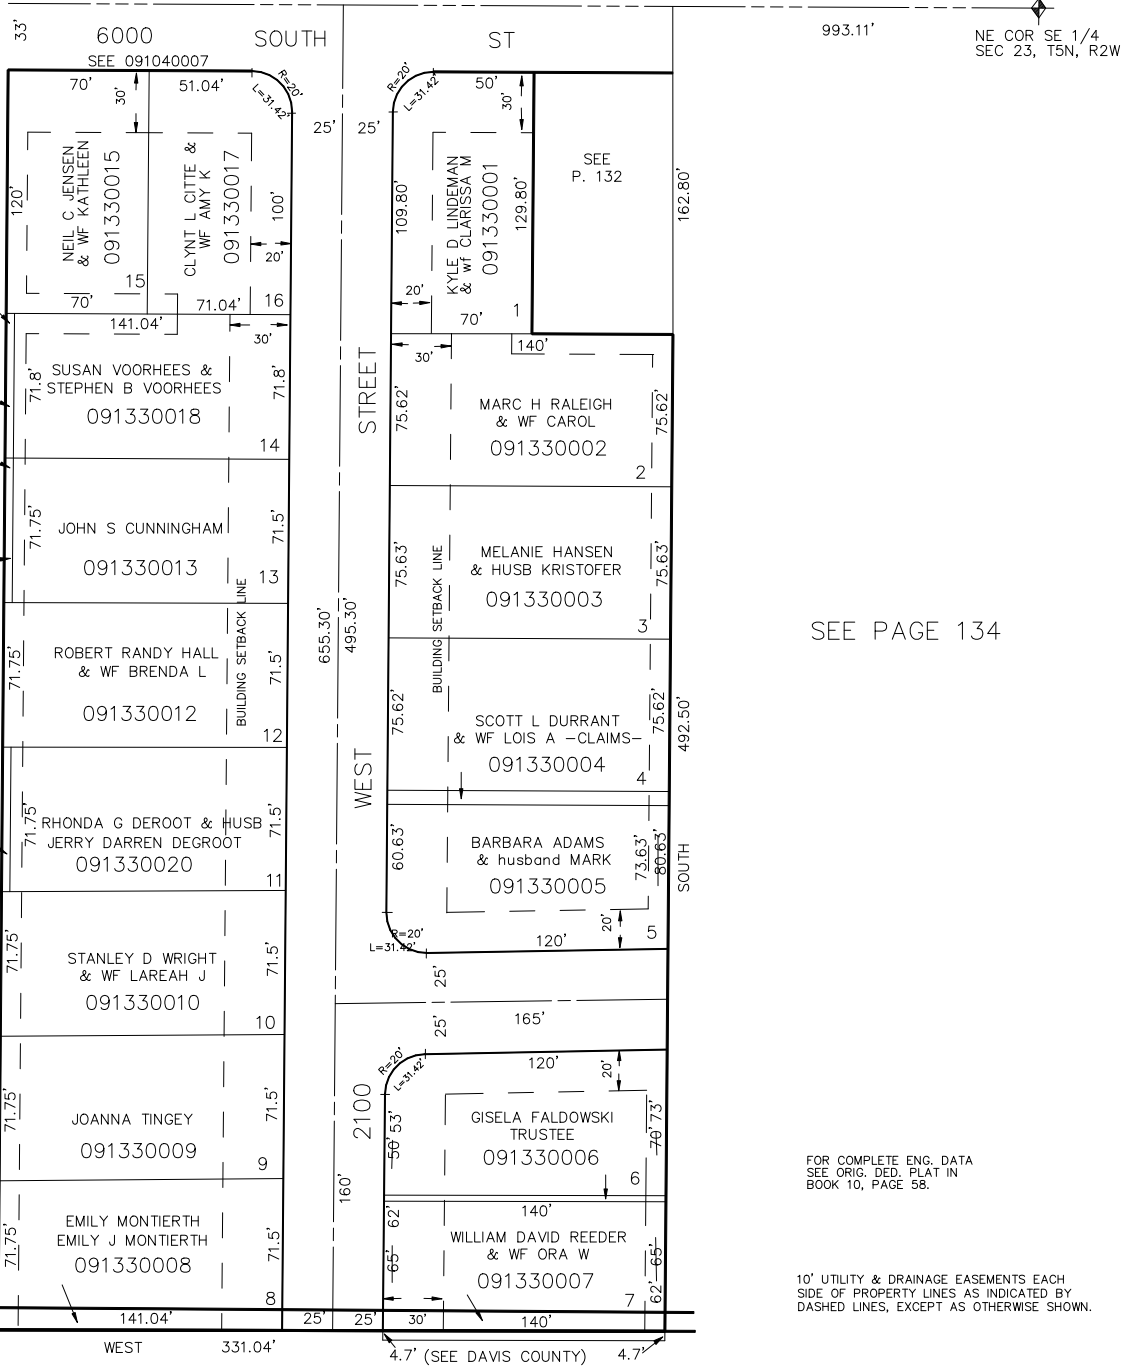 33'
6000 SOUTH ST
993.11'
NE COR SE 1/4
SEC 23, T5N, R2W
SEE 091040007
70'
30'
51.04'
R=20'
L=31.42'
25'
25'
R=20'
L=31.42'
50'
30'
120'
NEIL C JENSEN
& WF KATHLEEN
091330015
15
70'
CLYNT L CITTE &
WF AMY K
091330017
100'
20'
71.04'
16
109.80'
KYLE D LINDEMAN
& wf CLARISSA M
091330001
129.80'
20'
70'
1
SEE
P. 132
162.80'
141.04'
30'
71.8'
SUSAN VOORHEES &
STEPHEN B VOORHEES
091330018
71.8'
14
STREET
30'
140'
75.62'
MARC H RALEIGH
& WF CAROL
091330002
75.62'
2
71.75'
JOHN S CUNNINGHAM
091330013
71.5'
13
BUILDING SETBACK LINE
75.63'
BUILDING SETBACK LINE
MELANIE HANSEN
& HUSB KRISTOFER
091330003
75.63'
3
SEE PAGE 134
655.30'
495.30'
71.75'
ROBERT RANDY HALL
& WF BRENDA L
091330012
71.5'
12
WEST
75.62'
SCOTT L DURRANT
& WF LOIS A -CLAIMS-
091330004
75.62'
4
492.50'
71.75'
RHONDA G DEROOT & HUSB
JERRY DARREN DEGROOT
091330020
71.5'
11
60.63'
BARBARA ADAMS
& husband MARK
091330005
73.63'
80.63'
SOUTH
20'
5
R=20'
L=31.42'
120'
71.75'
STANLEY D WRIGHT
& WF LAREAH J
091330010
71.5'
10
25'
25'
165'
R=20'
L=31.42'
120'
20'
2100
71.75'
JOANNA TINGEY
091330009
71.5'
9
50'
53'
GISELA FALDOWSKI
TRUSTEE
091330006
70'
73'
6
FOR COMPLETE ENG. DATA
SEE ORIG. DED. PLAT IN
BOOK 10, PAGE 58.
160'
140'
71.75'
EMILY MONTIERTH
EMILY J MONTIERTH
091330008
71.5'
8
62'
65'
WILLIAM DAVID REEDER
& WF ORA W
091330007
65'
62'
7
10' UTILITY & DRAINAGE EASEMENTS EACH
SIDE OF PROPERTY LINES AS INDICATED BY
DASHED LINES, EXCEPT AS OTHERWISE SHOWN.
141.04'
25'
25'
30'
140'
WEST
331.04'
4.7' (SEE DAVIS COUNTY)
4.7'